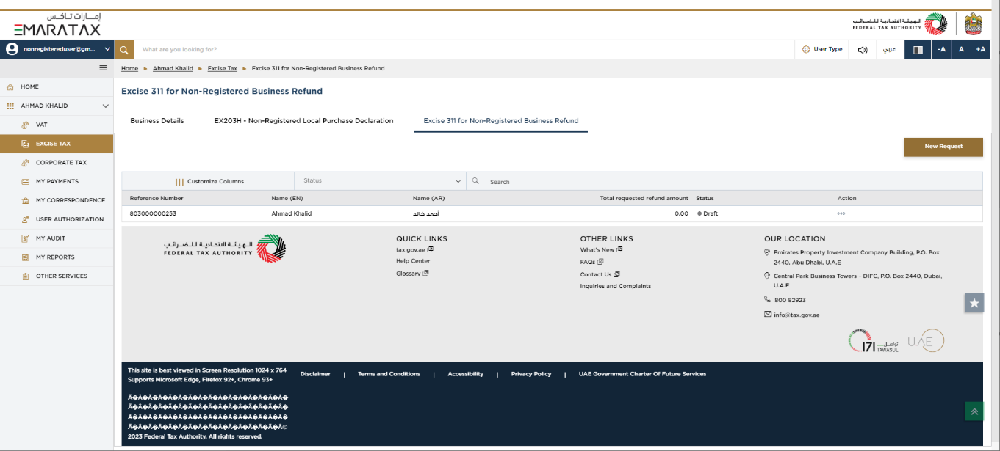 إمـــارات تـاكــس
EMARATAX
الهيئة الاتحادية للضرائب
FEDERAL TAX AUTHORITY
nonregistereduser@gm...
What are you looking for?
User Type
عربي
-A
A
+A
Home ► Ahmad Khalid ► Excise Tax ► Excise 311 for Non-Registered Business Refund
HOME
AHMAD KHALID
VAT
EXCISE TAX
CORPORATE TAX
MY PAYMENTS
MY CORRESPONDENCE
USER AUTHORIZATION
MY AUDIT
MY REPORTS
OTHER SERVICES
Excise 311 for Non-Registered Business Refund
Business Details
EX203H - Non-Registered Local Purchase Declaration
Excise 311 for Non-Registered Business Refund
New Request
Customize Columns
Status
Search
Reference Number
Name (EN)
Name (AR)
Total requested refund amount
Status
Action
803000000253
Ahmad Khalid
أحمد خالد
0.00
Draft
الهيئة الاتحادية للضرائب
FEDERAL TAX AUTHORITY
QUICK LINKS
tax.gov.ae
Help Center
Glossary
OTHER LINKS
What's New
FAQs
Contact Us
Inquiries and Complaints
OUR LOCATION
Emirates Property Investment Company Building, P.O. Box
2440, Abu Dhabi, U.A.E
Central Park Business Towers - DIFC, P.O. Box 2440, Dubai,
U.A.E
800 82923
info@tax.gov.ae
171
تواصل
TAWASUL
U.AE
This site is best viewed in Screen Resolution 1024 x 764
Supports Microsoft Edge, Firefox 92+, Chrome 93+
Disclaimer | Terms and Conditions | Accessibility | Privacy Policy | UAE Government Charter Of Future Services
Ã�Â�Ã�Â�Ã�Â�Ã�Â�Ã�Â�Ã�Â�Ã�Â�Ã�Â�
Ã�Â�Ã�Â�Ã�Â�Ã�Â�Ã�Â�Ã�Â�Ã�Â�Ã�Â�
Ã�Â�Ã�Â�Ã�Â�Ã�Â�Ã�Â�Ã�Â�Ã�Â�Ã�Â�
Ã�Â�Ã�Â�Ã�Â�Ã�Â�Ã�Â�Ã�Â�Ã�Â�Ã�Â©
2023 Federal Tax Authority. All rights reserved.